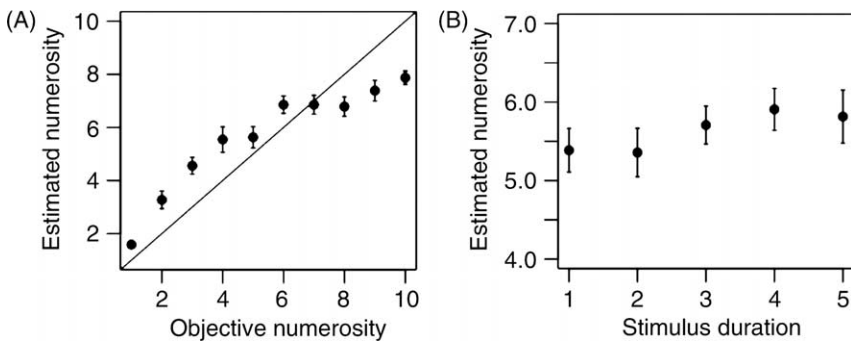 (A)
10
8
6
4
2
Estimated numerosity
2 4 6 8 10
Objective numerosity
(B)
7.0
6.0
5.0
4.0
Estimated numerosity
1 2 3 4 5
Stimulus duration